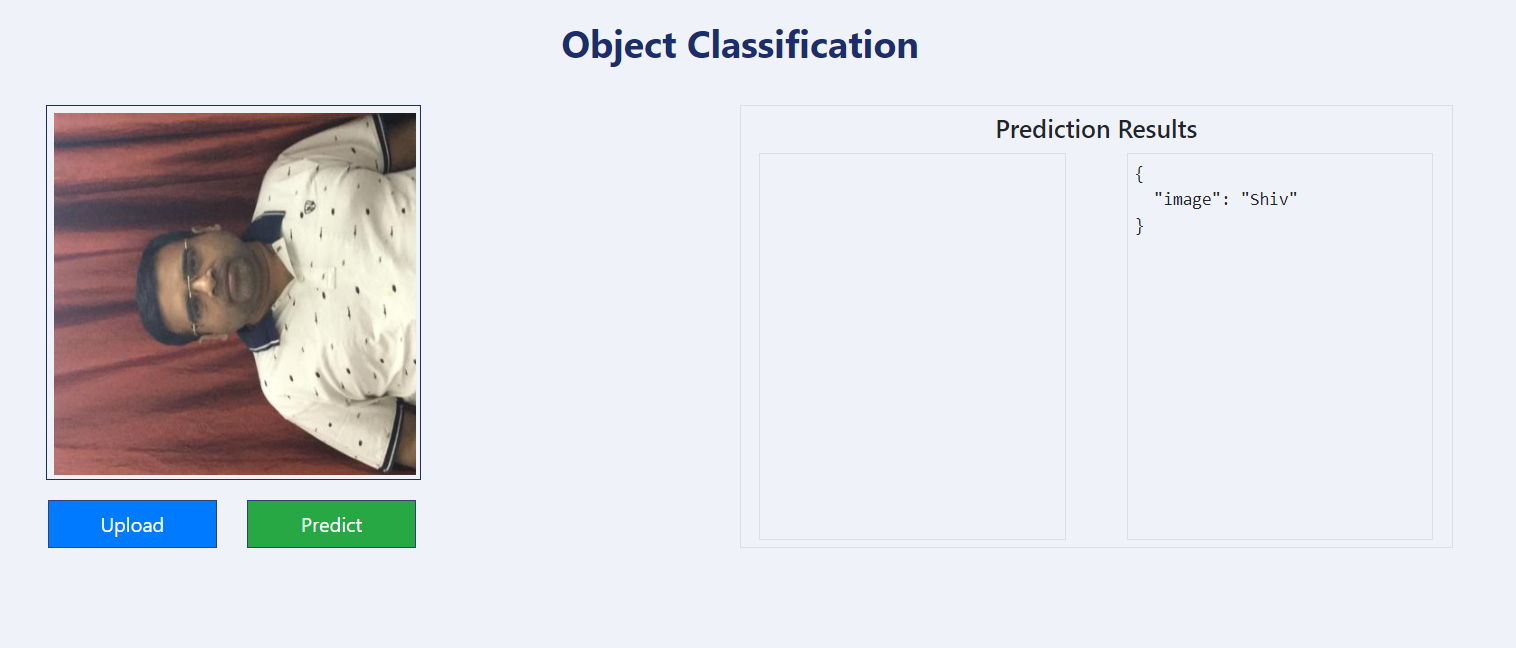 Object Classification
Upload
Predict
Prediction Results
{
  "image": "Shiv"
}